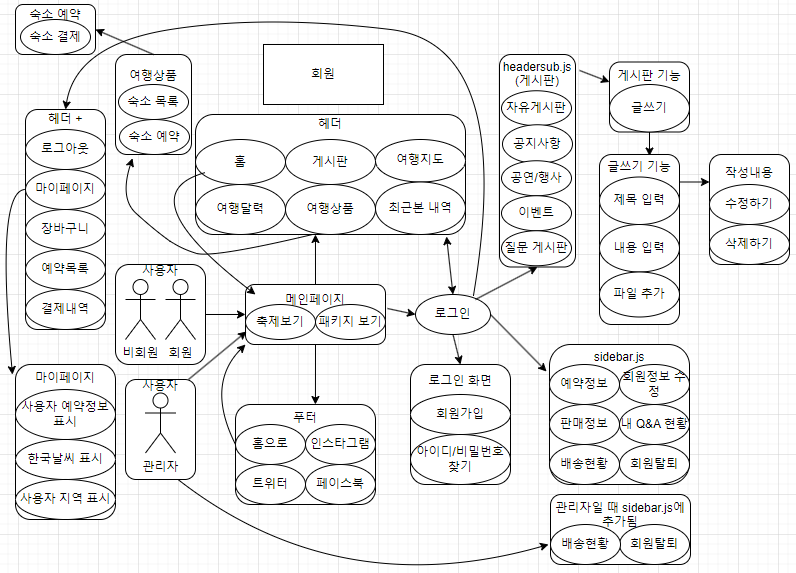 숙소 예약
숙소 결제
여행상품
숙소 목록
숙소 예약
회원
headersub.js
(게시판)
자유게시판
공지사항
공연/행사
이벤트
질문 게시판
게시판 기능
글쓰기
헤더 +
로그아웃
마이페이지
장바구니
예약목록
결제내역
헤더
홈
게시판
여행지도
여행달력
여행상품
최근본 내역
글쓰기 기능
제목 입력
내용 입력
파일 추가
작성내용
수정하기
삭제하기
사용자
비회원
회원
메인페이지
축제보기
패키지 보기
로그인
마이페이지
사용자 예약정보
표시
한국날씨 표시
사용자 지역 표시
사용자
관리자
푸터
홈으로
인스타그램
트위터
페이스북
로그인 화면
회원가입
아이디/비밀번호
찾기
sidebar.js
예약정보
회원정보 수
정
판매정보
내 Q&A 현황
배송현황
회원탈퇴
관리자일 때 sidebar.js에
추가됨
배송현황
회원탈퇴